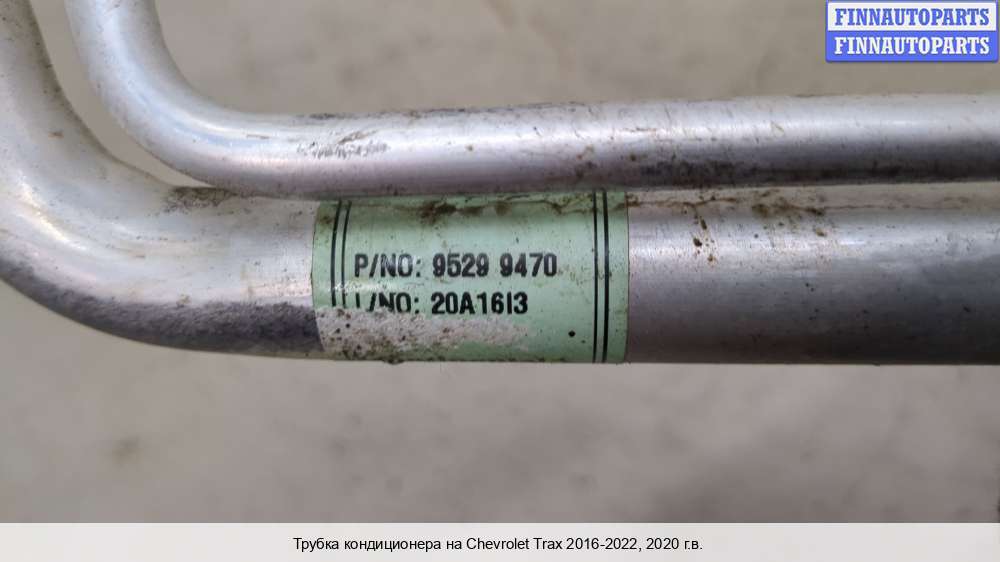 FINNAUTOPARTS
FINNAUTOPARTS
P/NO: 9529 9470
L/NO: 20A16I3
Трубка кондиционера на Chevrolet Trax 2016-2022, 2020 г.в.